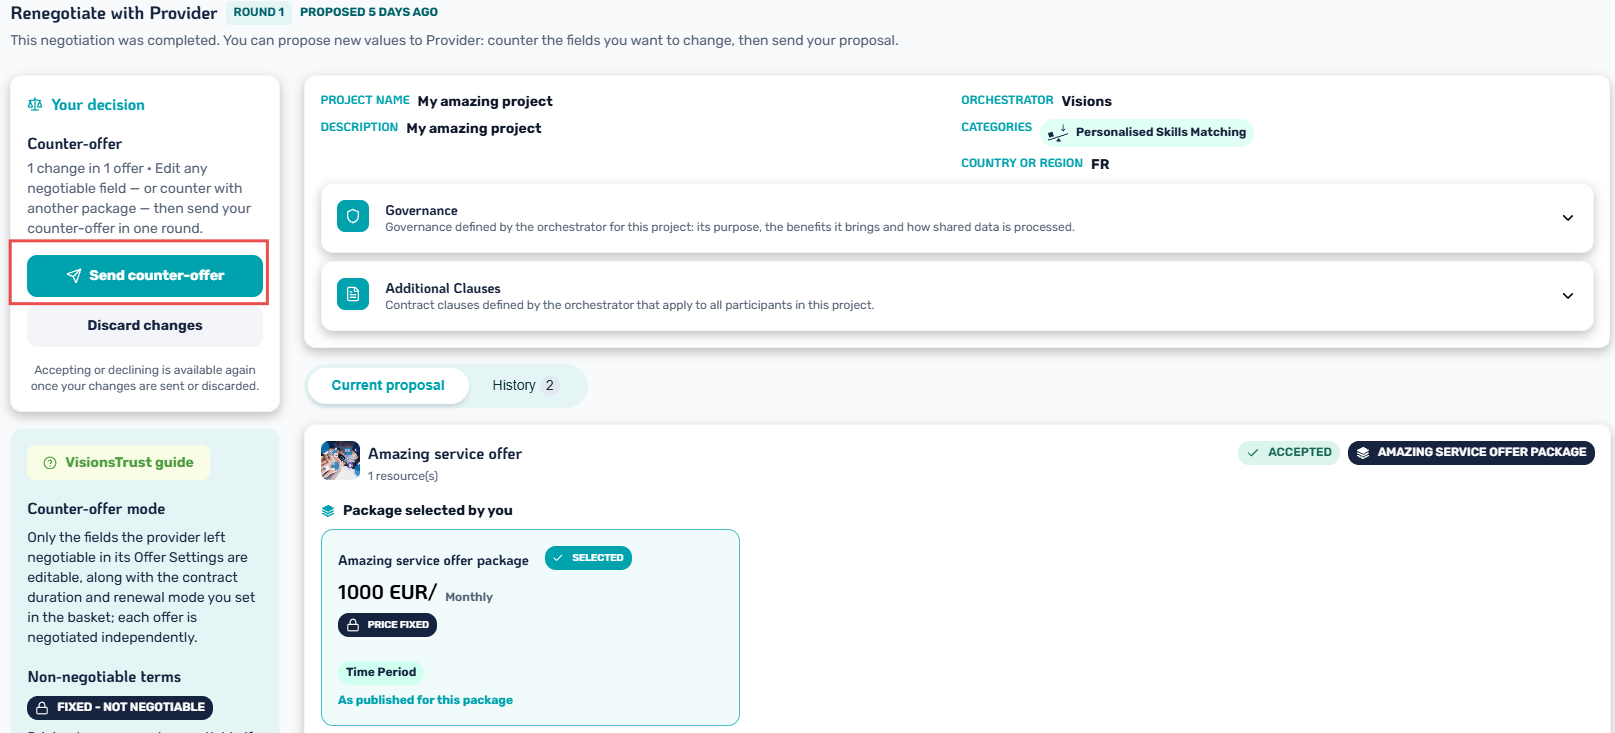 Renegotiate with Provider ROUND 1 PROPOSED 5 DAYS AGO
This negotiation was completed. You can propose new values to Provider: counter the fields you want to change, then send your proposal.
Your decision
Counter-offer
1 change in 1 offer • Edit any
negotiable field — or counter with
another package — then send your
counter-offer in one round.
Send counter-offer
Discard changes
Accepting or declining is available again
once your changes are sent or discarded.
VisionsTrust guide
Counter-offer mode
Only the fields the provider left
negotiable in its Offer Settings are
editable, along with the contract
duration and renewal mode you set
in the basket; each offer is
negotiated independently.
Non-negotiable terms
FIXED - NOT NEGOTIABLE
PROJECT NAME My amazing project
DESCRIPTION My amazing project
ORCHESTRATOR Visions
CATEGORIES Personalised Skills Matching
COUNTRY OR REGION FR
Governance
Governance defined by the orchestrator for this project: its purpose, the benefits it brings and how shared data is processed.
Additional Clauses
Contract clauses defined by the orchestrator that apply to all participants in this project.
Current proposal History 2
Amazing service offer
1 resource(s)
ACCEPTED AMAZING SERVICE OFFER PACKAGE
Package selected by you
Amazing service offer package SELECTED
1000 EUR/ Monthly
PRICE FIXED
Time Period
As published for this package